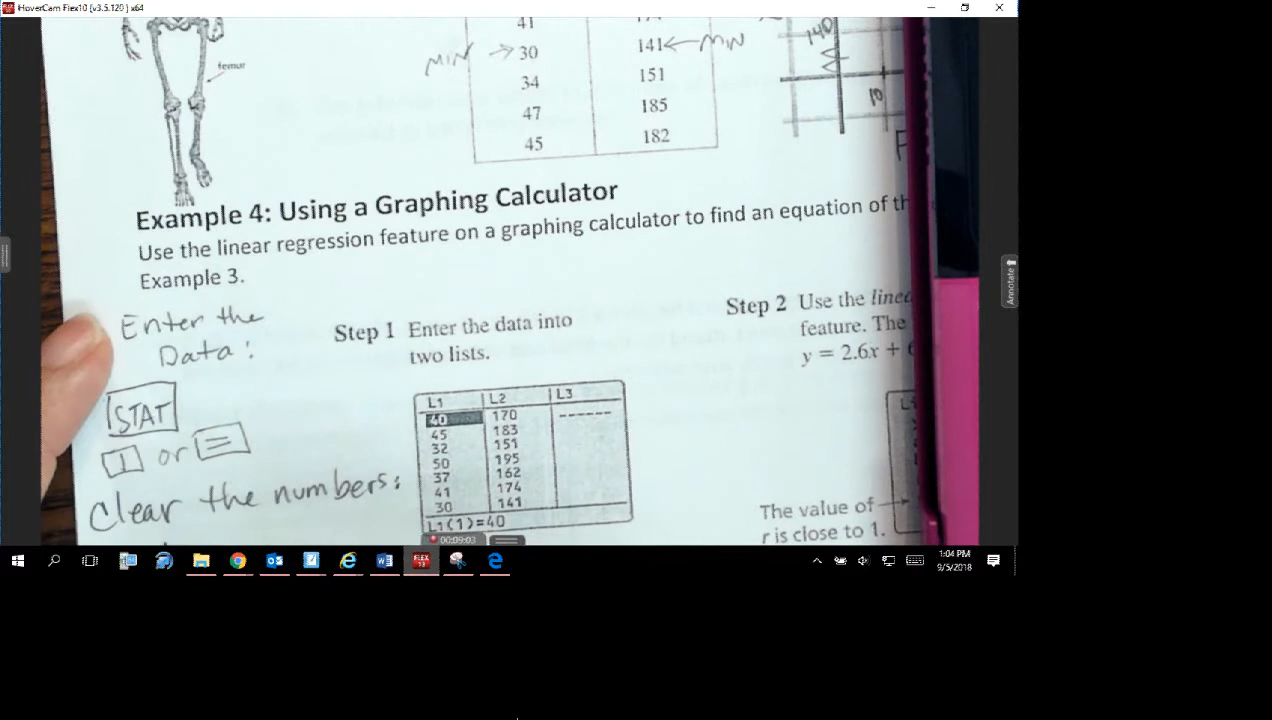 HoverCam Flex10 [v3.5.129] x64
femur
41
MIN → 30
141 ← MIN
34
151
47
185
45
182
140
10
Example 4: Using a Graphing Calculator
Use the linear regression feature on a graphing calculator to find an equation of th
Example 3.
Enter the
Data:
STAT
1 or =
Clear the numbers:
Step 1 Enter the data into
two lists.
L1 L2 L3
40 170 ------
45 183
32 151
50 195
37 162
41 174
30 141
L1(1)=40
Step 2 Use the linea
feature. The
y = 2.6x +
The value of
r is close to 1.
Annotate
00:09:03
1:04 PM
9/5/2018